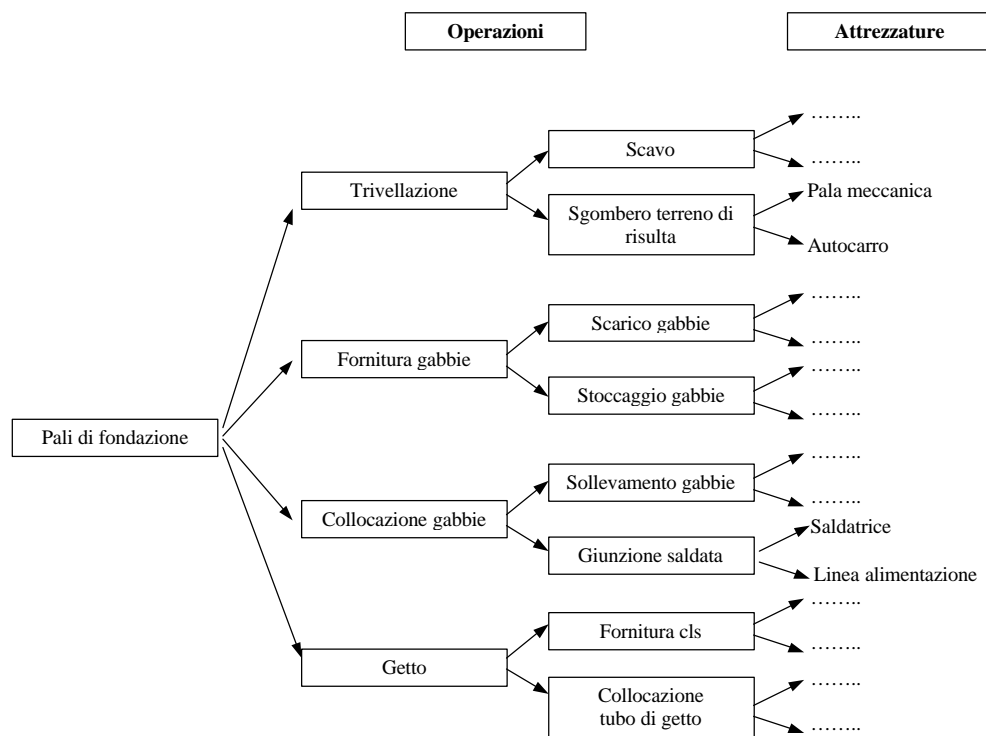 Operazioni
Attrezzature
……..
Scavo
……..
Trivellazione
Pala meccanica
Sgombero terreno di
risulta
Autocarro
……..
Scarico gabbie
……..
Fornitura gabbie
……..
Stoccaggio gabbie
……..
Pali di fondazione
……..
Sollevamento gabbie
……..
Collocazione gabbie
Saldatrice
Giunzione saldata
Linea alimentazione
……..
Fornitura cls
……..
Getto
……..
Collocazione
tubo di getto
……..